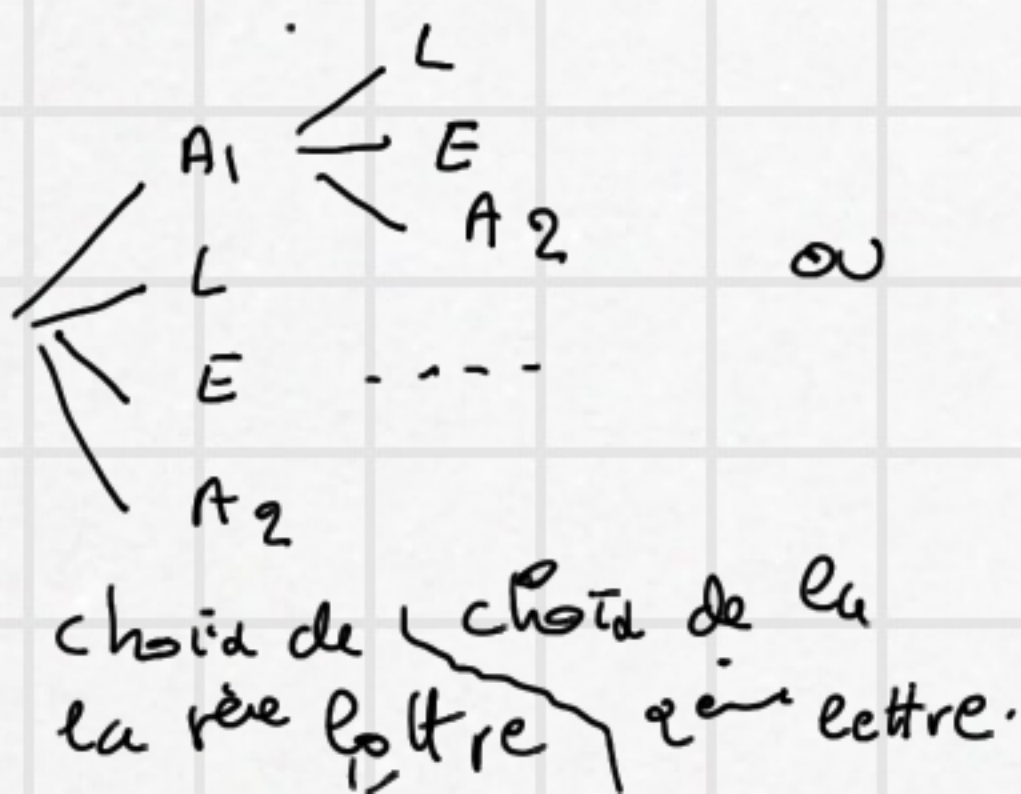 L
A1 E
A2
L ou
E ----
A2
choix de choix de la
la 1ère lettre 2ème lettre.